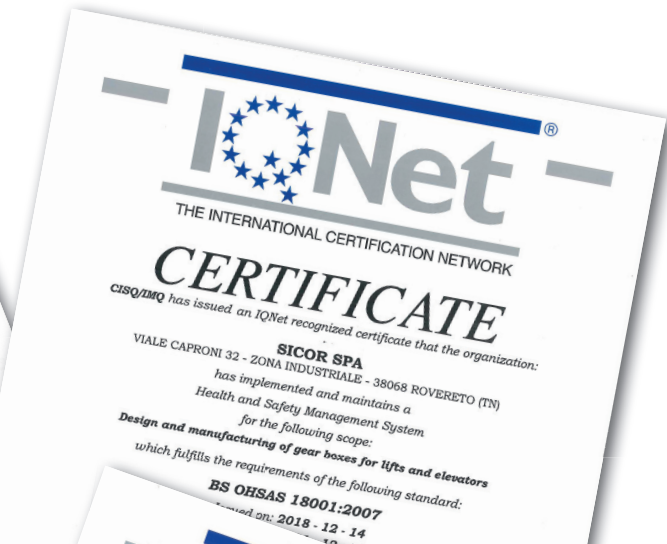 IQNet ®
THE INTERNATIONAL CERTIFICATION NETWORK
CERTIFICATE
CISQ/IMQ has issued an IQNet recognized certificate that the organization:
SICOR SPA
VIALE CAPRONI 32 - ZONA INDUSTRIALE - 38068 ROVERETO (TN)
has implemented and maintains a
Health and Safety Management System
for the following scope:
Design and manufacturing of gear boxes for lifts and elevators
which fulfills the requirements of the following standard:
BS OHSAS 18001:2007
on: 2018 - 12 - 14